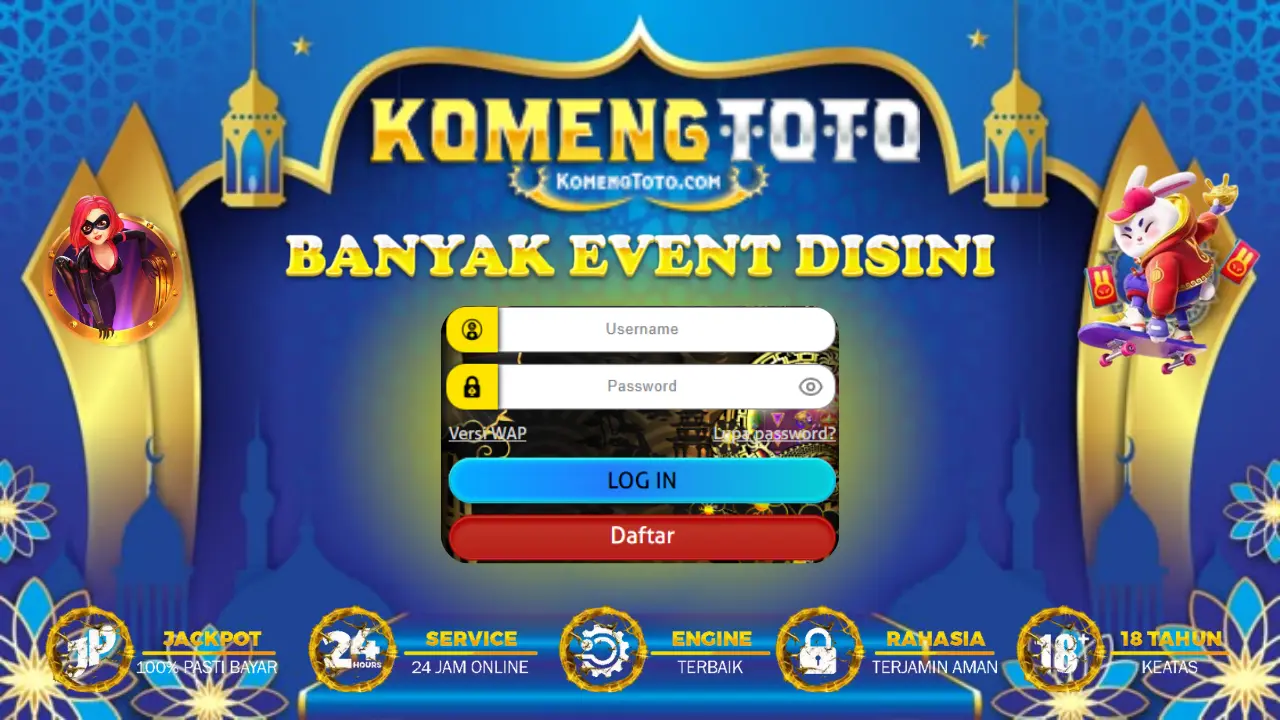 KOMENGTOTO
KOMENGTOTO.COM
BANYAK EVENT DISINI
Username
Password
Versi WAP
Lupa password?
LOG IN
Daftar
JP
JACKPOT
100% PASTI BAYAR
24
HOURS
SERVICE
24 JAM ONLINE
ENGINE
TERBAIK
RAHASIA
TERJAMIN AMAN
18+
18 TAHUN
KEATAS